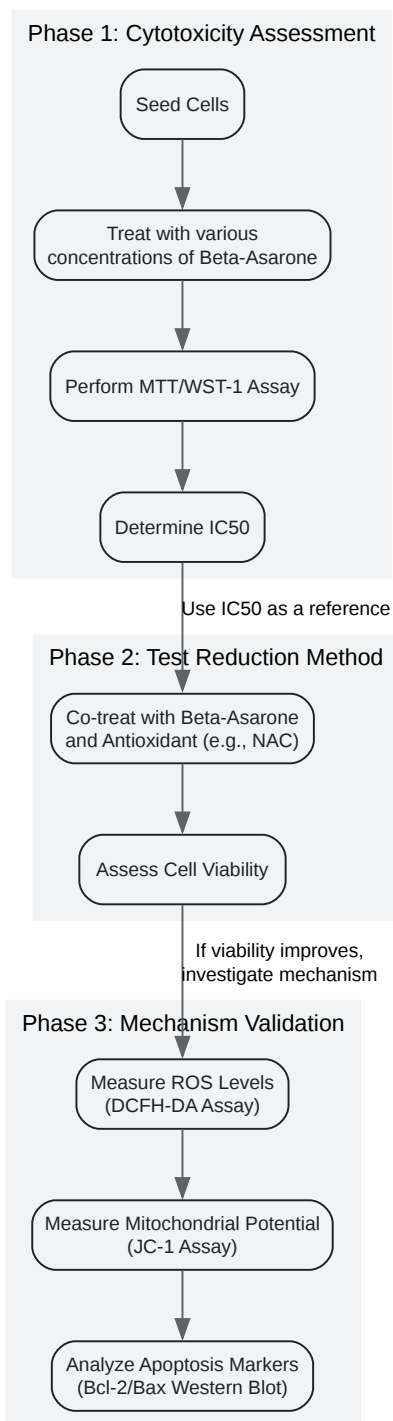 Phase 1: Cytotoxicity Assessment
Seed Cells
Treat with various
concentrations of Beta-Asarone
Perform MTT/WST-1 Assay
Determine IC50
Use IC50 as a reference
Phase 2: Test Reduction Method
Co-treat with Beta-Asarone
and Antioxidant (e.g., NAC)
Assess Cell Viability
If viability improves,
investigate mechanism
Phase 3: Mechanism Validation
Measure ROS Levels
(DCFH-DA Assay)
Measure Mitochondrial Potential
(JC-1 Assay)
Analyze Apoptosis Markers
(Bcl-2/Bax Western Blot)